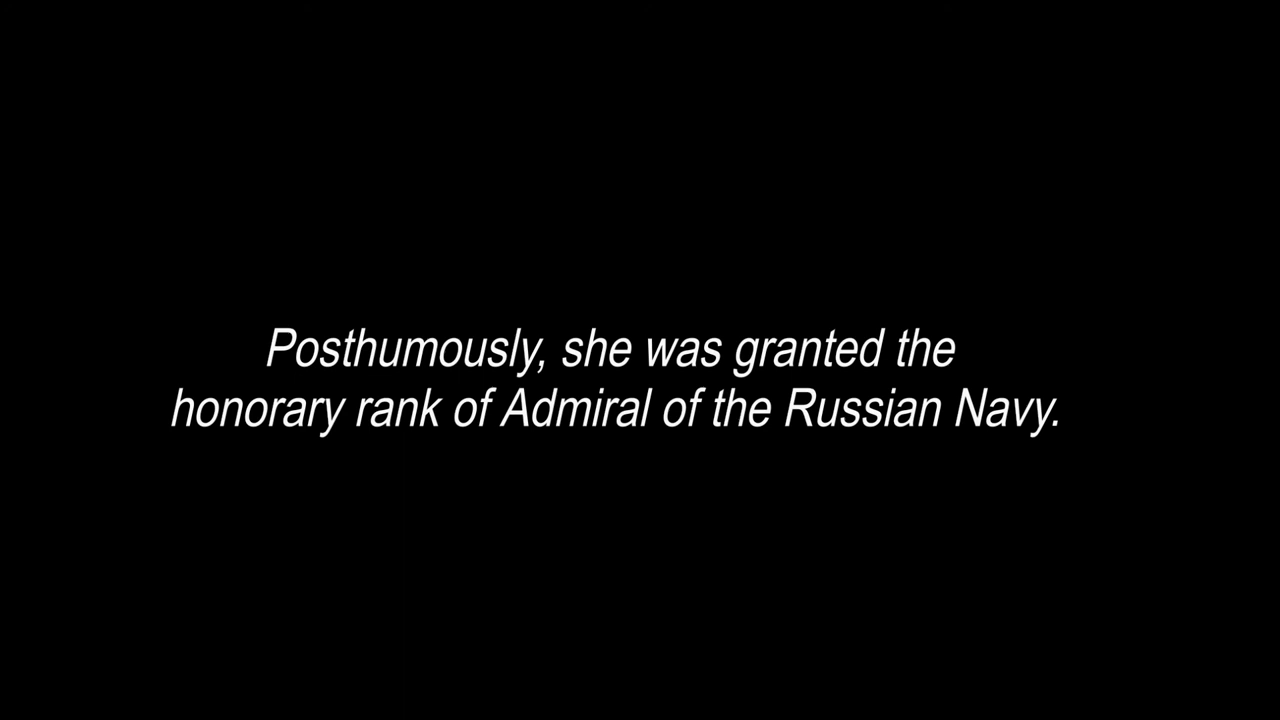 Posthumously, she was granted the
honorary rank of Admiral of the Russian Navy.